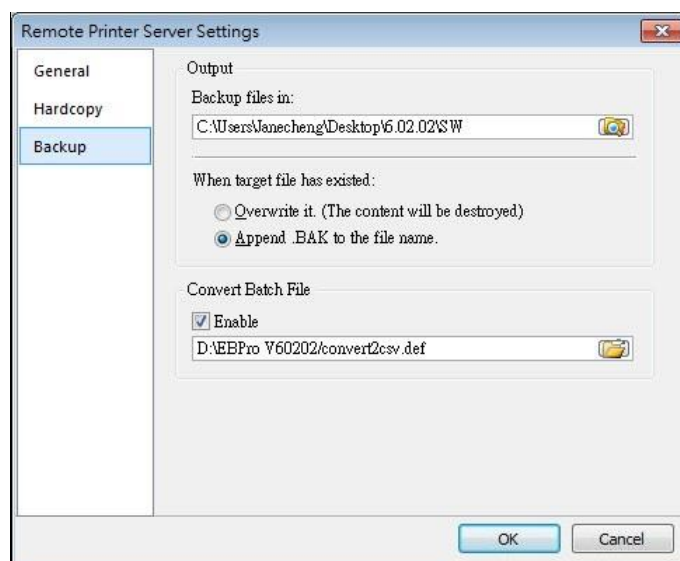 Remote Printer Server Settings
General
Hardcopy
Backup
Output
Backup files in:
C:\Users\Janecheng\Desktop\6.02.02\SW
When target file has existed:
Overwrite it. (The content will be destroyed)
Append .BAK to the file name.
Convert Batch File
Enable
D:\EBPro V60202/convert2csv.def
OK
Cancel